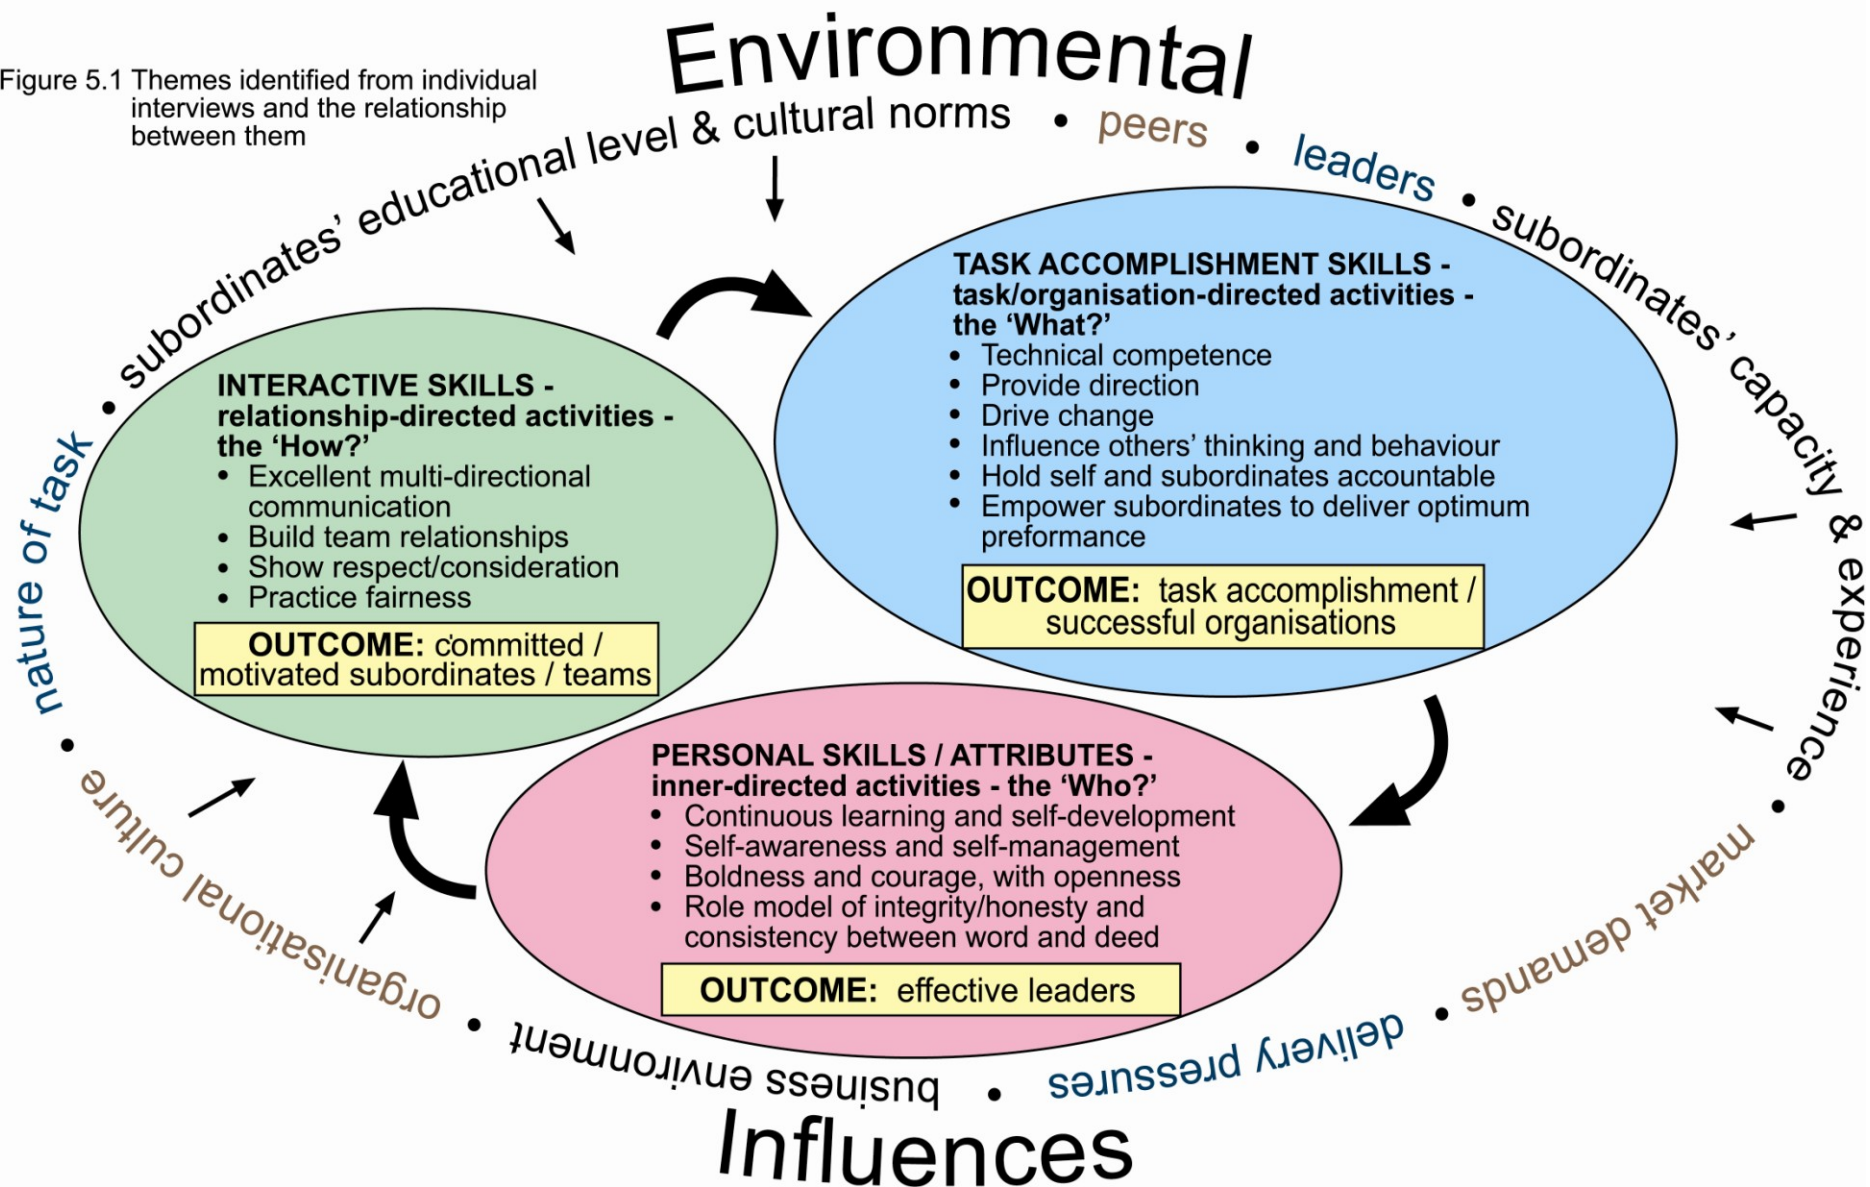 Environmental
Figure 5.1 Themes identified from individual
interviews and the relationship
between them
subordinates’ educational level & cultural norms • peers • leaders • subordinates’ capacity & experience • market demands • delivery pressures • business environment • organisational culture • nature of task •
INTERACTIVE SKILLS -
relationship-directed activities -
the ‘How?’
• Excellent multi-directional
communication
• Build team relationships
• Show respect/consideration
• Practice fairness
OUTCOME: committed /
motivated subordinates / teams
TASK ACCOMPLISHMENT SKILLS -
task/organisation-directed activities -
the ‘What?’
• Technical competence
• Provide direction
• Drive change
• Influence others’ thinking and behaviour
• Hold self and subordinates accountable
• Empower subordinates to deliver optimum
preformance
OUTCOME: task accomplishment /
successful organisations
PERSONAL SKILLS / ATTRIBUTES -
inner-directed activities - the ‘Who?’
• Continuous learning and self-development
• Self-awareness and self-management
• Boldness and courage, with openness
• Role model of integrity/honesty and
consistency between word and deed
OUTCOME: effective leaders
Influences